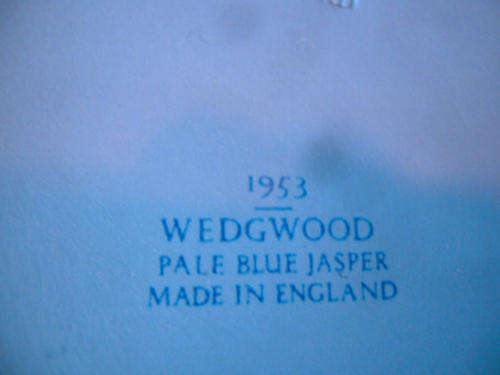 1953
WEDGWOOD
PALE BLUE JASPER
MADE IN ENGLAND